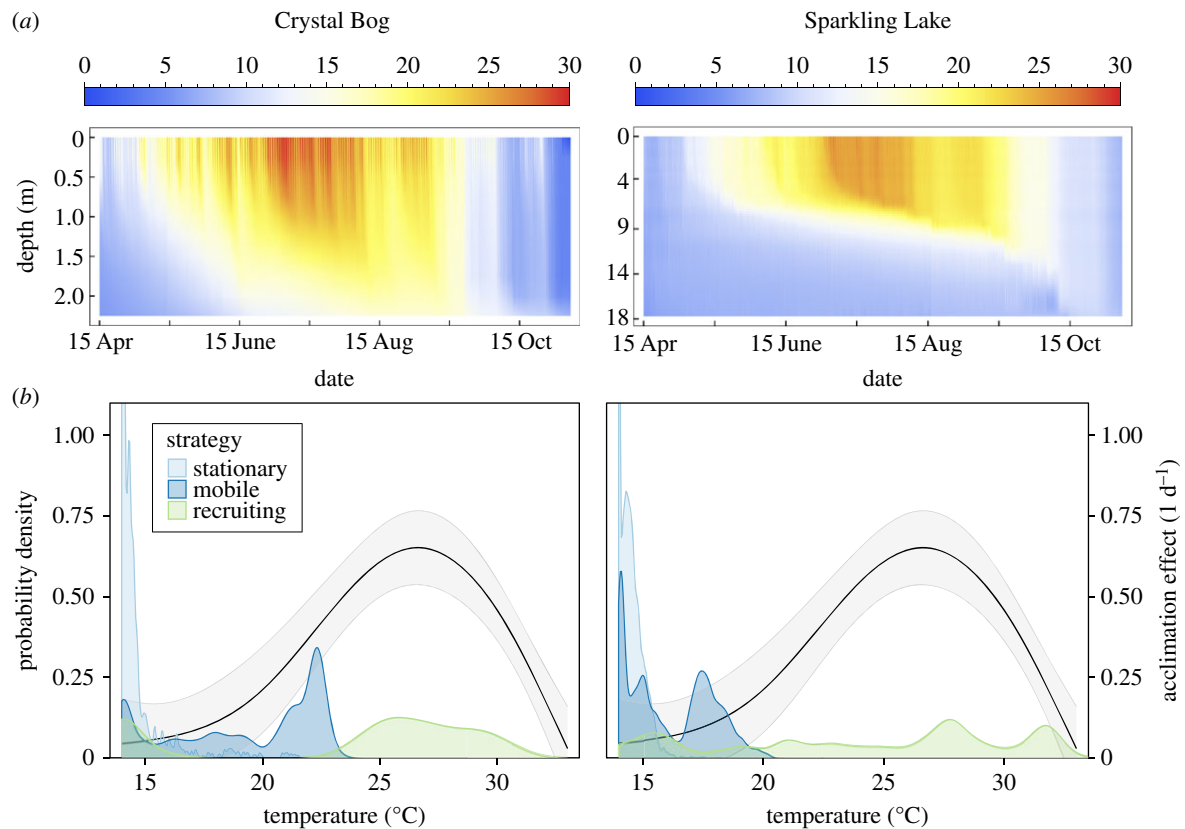 (a)
Crystal Bog
Sparkling Lake
0 5 10 15 20 25 30
0 5 10 15 20 25 30
depth (m)
0
0.5
1.0
1.5
2.0
15 Apr 15 June 15 Aug 15 Oct
date
0
4
9
14
18
15 Apr 15 June 15 Aug 15 Oct
date
(b)
probability density
1.00
0.75
0.50
0.25
0
strategy
stationary
mobile
recruiting
15 20 25 30
temperature (°C)
15 20 25 30
temperature (°C)
1.00
0.75
0.50
0.25
0
acclimation effect (1 d⁻¹)